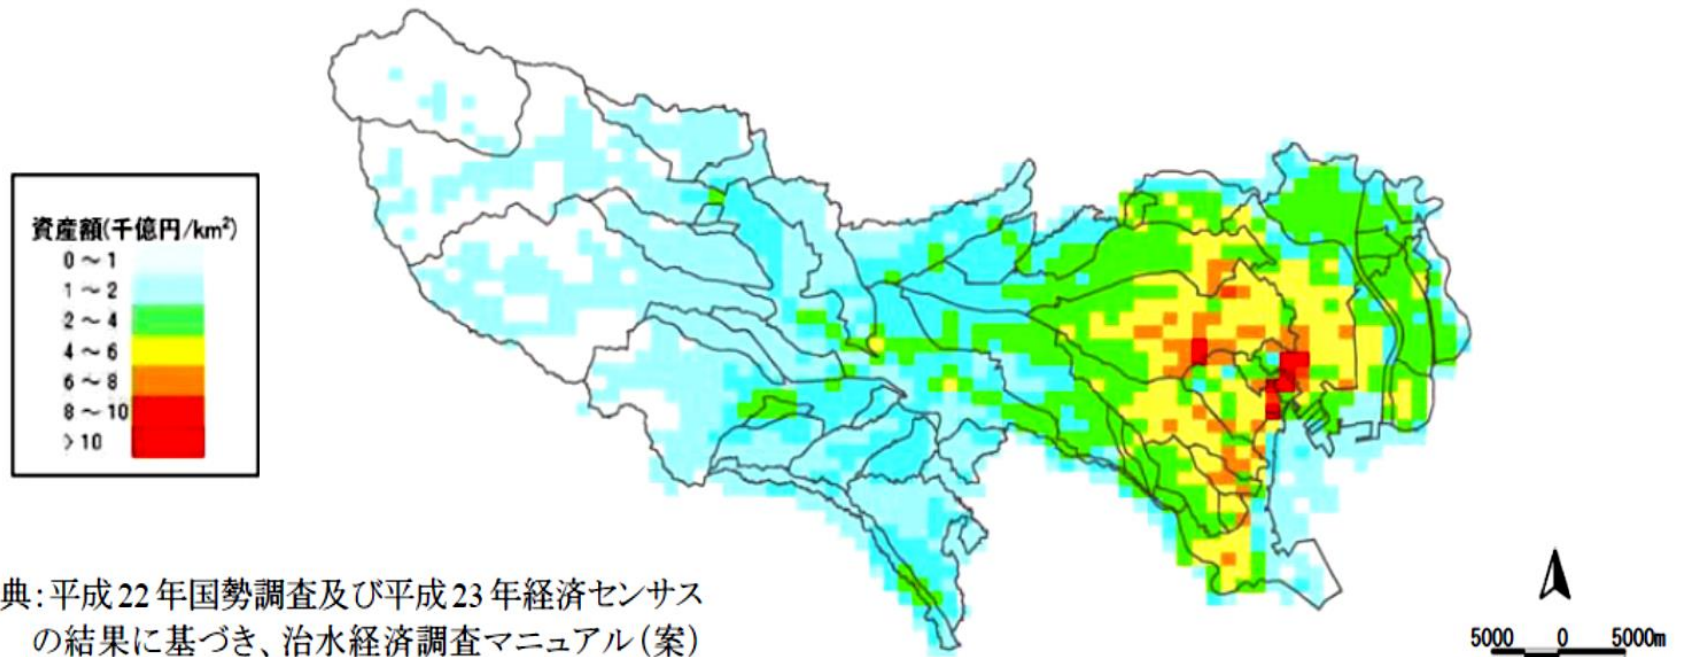 資産額(千億円/km²)
0～1
1～2
2～4
4～6
6～8
8～10
>10
典:平成22年国勢調査及び平成23年経済センサス
の結果に基づき、治水経済調査マニュアル(案)
5000 0 5000m